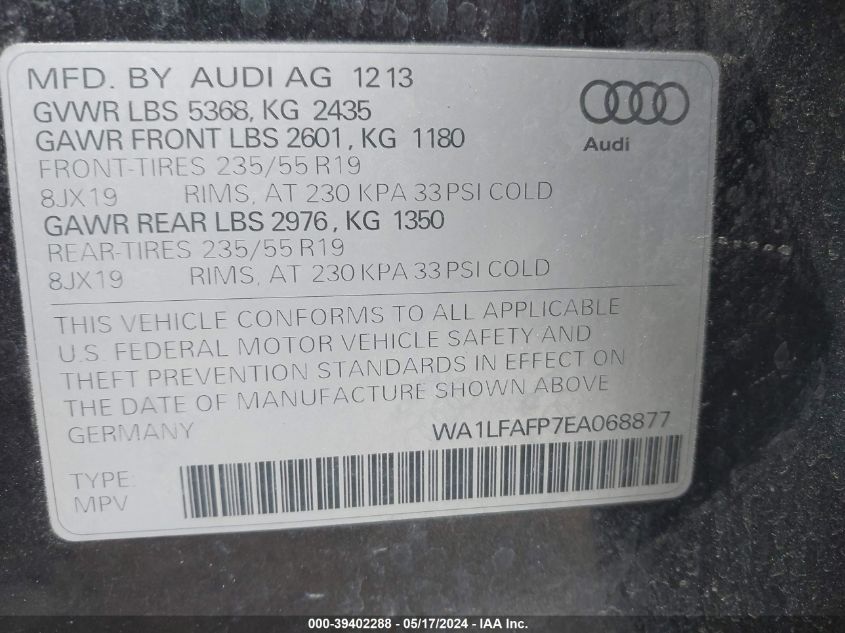 MFD. BY AUDI AG 12 13
GVWR LBS 5368, KG 2435
GAWR FRONT LBS 2601, KG 1180
FRONT-TIRES 235/55 R19
8JX19 RIMS, AT 230 KPA 33 PSI COLD
GAWR REAR LBS 2976, KG 1350
REAR-TIRES 235/55 R19
8JX19 RIMS, AT 230 KPA 33 PSI COLD
Audi
THIS VEHICLE CONFORMS TO ALL APPLICABLE
U.S. FEDERAL MOTOR VEHICLE SAFETY AND
THEFT PREVENTION STANDARDS IN EFFECT ON
THE DATE OF MANUFACTURE SHOWN ABOVE
GERMANY WA1LFAFP7EA068877
TYPE:
MPV
000-39402288 - 05/17/2024 - IAA Inc.